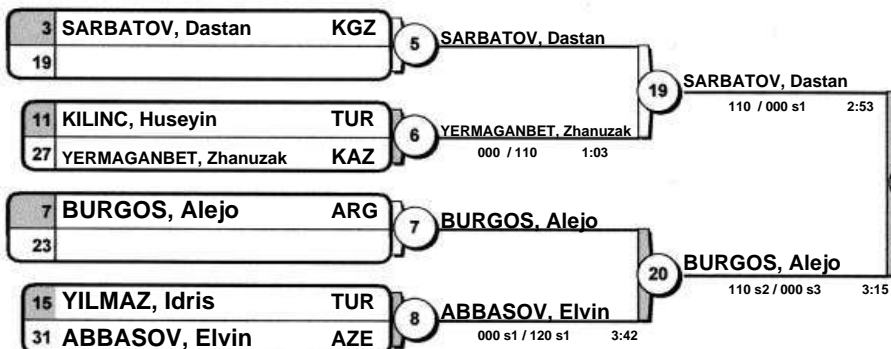 3 SARBATOV, Dastan KGZ
19
5
SARBATOV, Dastan
11 KILINC, Huseyin TUR
27 YERMAGANBET, Zhanuzak KAZ
6
YERMAGANBET, Zhanuzak
000 / 110 1:03
19
SARBATOV, Dastan
110 / 000 s1 2:53
7 BURGOS, Alejo ARG
23
7
BURGOS, Alejo
15 YILMAZ, Idris TUR
31 ABBASOV, Elvin AZE
8
ABBASOV, Elvin
000 s1 / 120 s1 3:42
20
BURGOS, Alejo
110 s2 / 000 s3 3:15